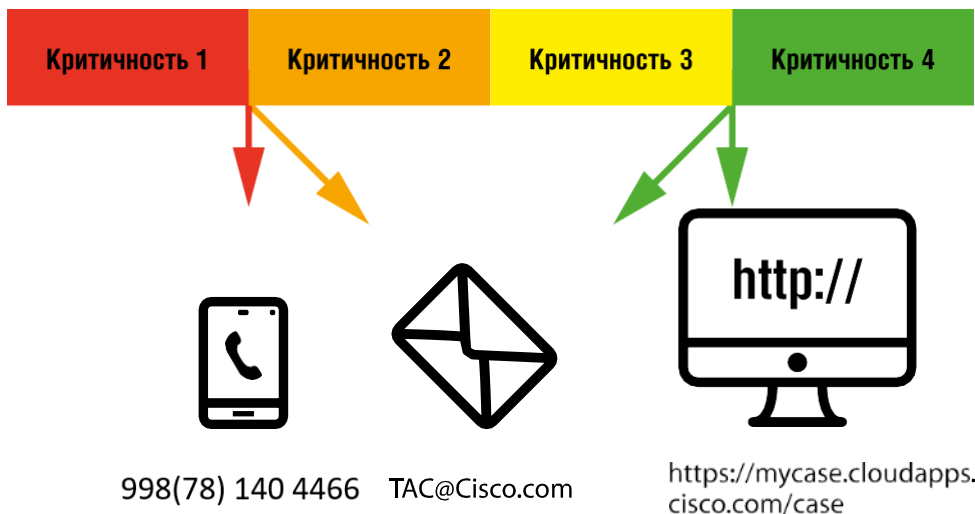 Критичность 1
Критичность 2
Критичность 3
Критичность 4
http://
998(78) 140 4466
TAC@Cisco.com
https://mycase.cloudapps.
cisco.com/case